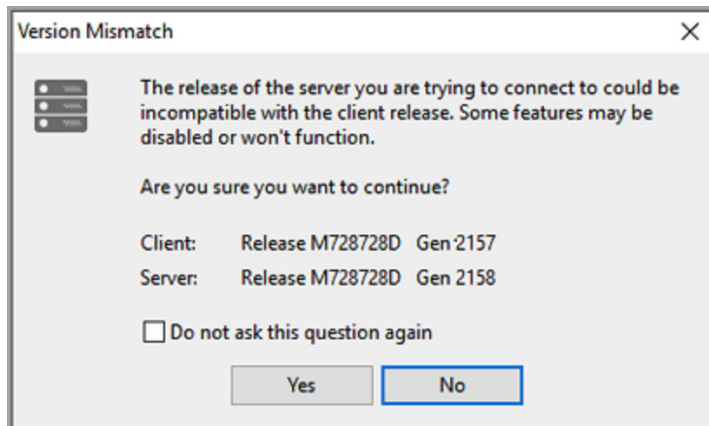 Version Mismatch
The release of the server you are trying to connect to could be
incompatible with the client release. Some features may be
disabled or won't function.
Are you sure you want to continue?
Client: Release M728728D Gen 2157
Server: Release M728728D Gen 2158
Do not ask this question again
Yes No